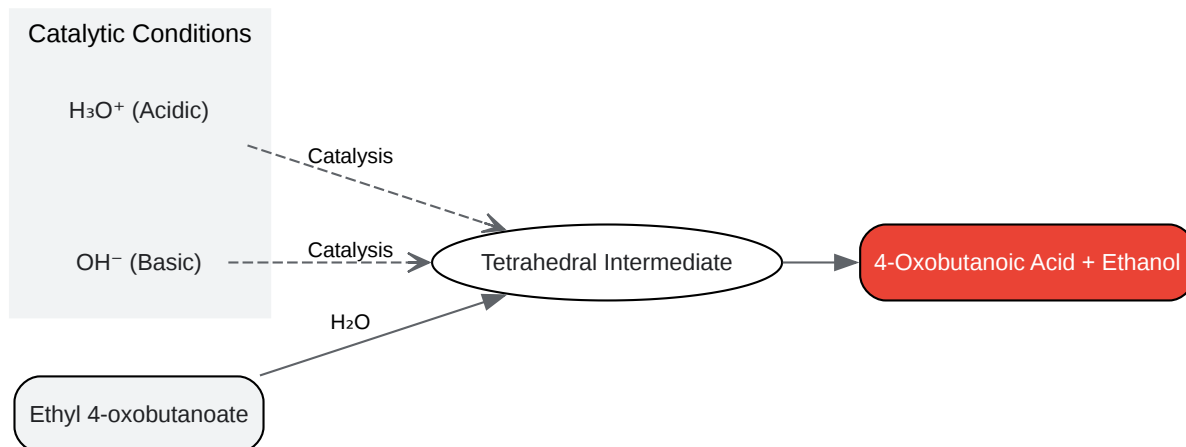 Catalytic Conditions
H₃O⁺ (Acidic)
Catalysis
OH⁻ (Basic)
Catalysis
Tetrahedral Intermediate
4-Oxobutanoic Acid + Ethanol
H₂O
Ethyl 4-oxobutanoate